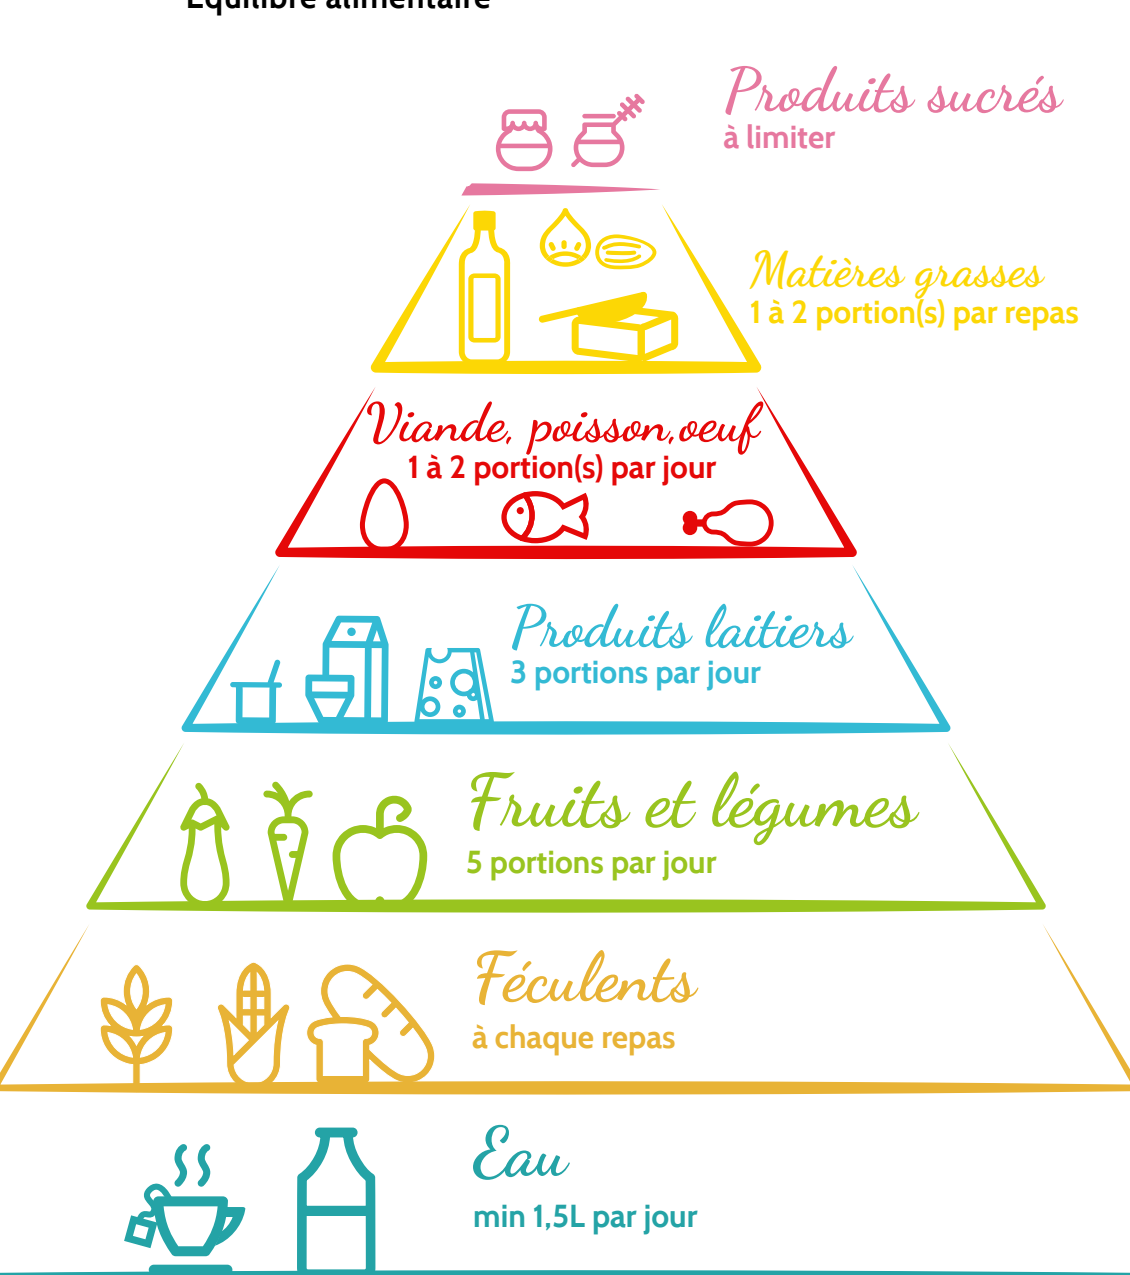 Equilibre alimentaire
Produits sucrés
à limiter
Matières grasses
1 à 2 portion(s) par repas
Viande, poisson,oeuf
1 à 2 portion(s) par jour
Produits laitiers
3 portions par jour
Fruits et légumes
5 portions par jour
Féculents
à chaque repas
Eau
min 1,5L par jour